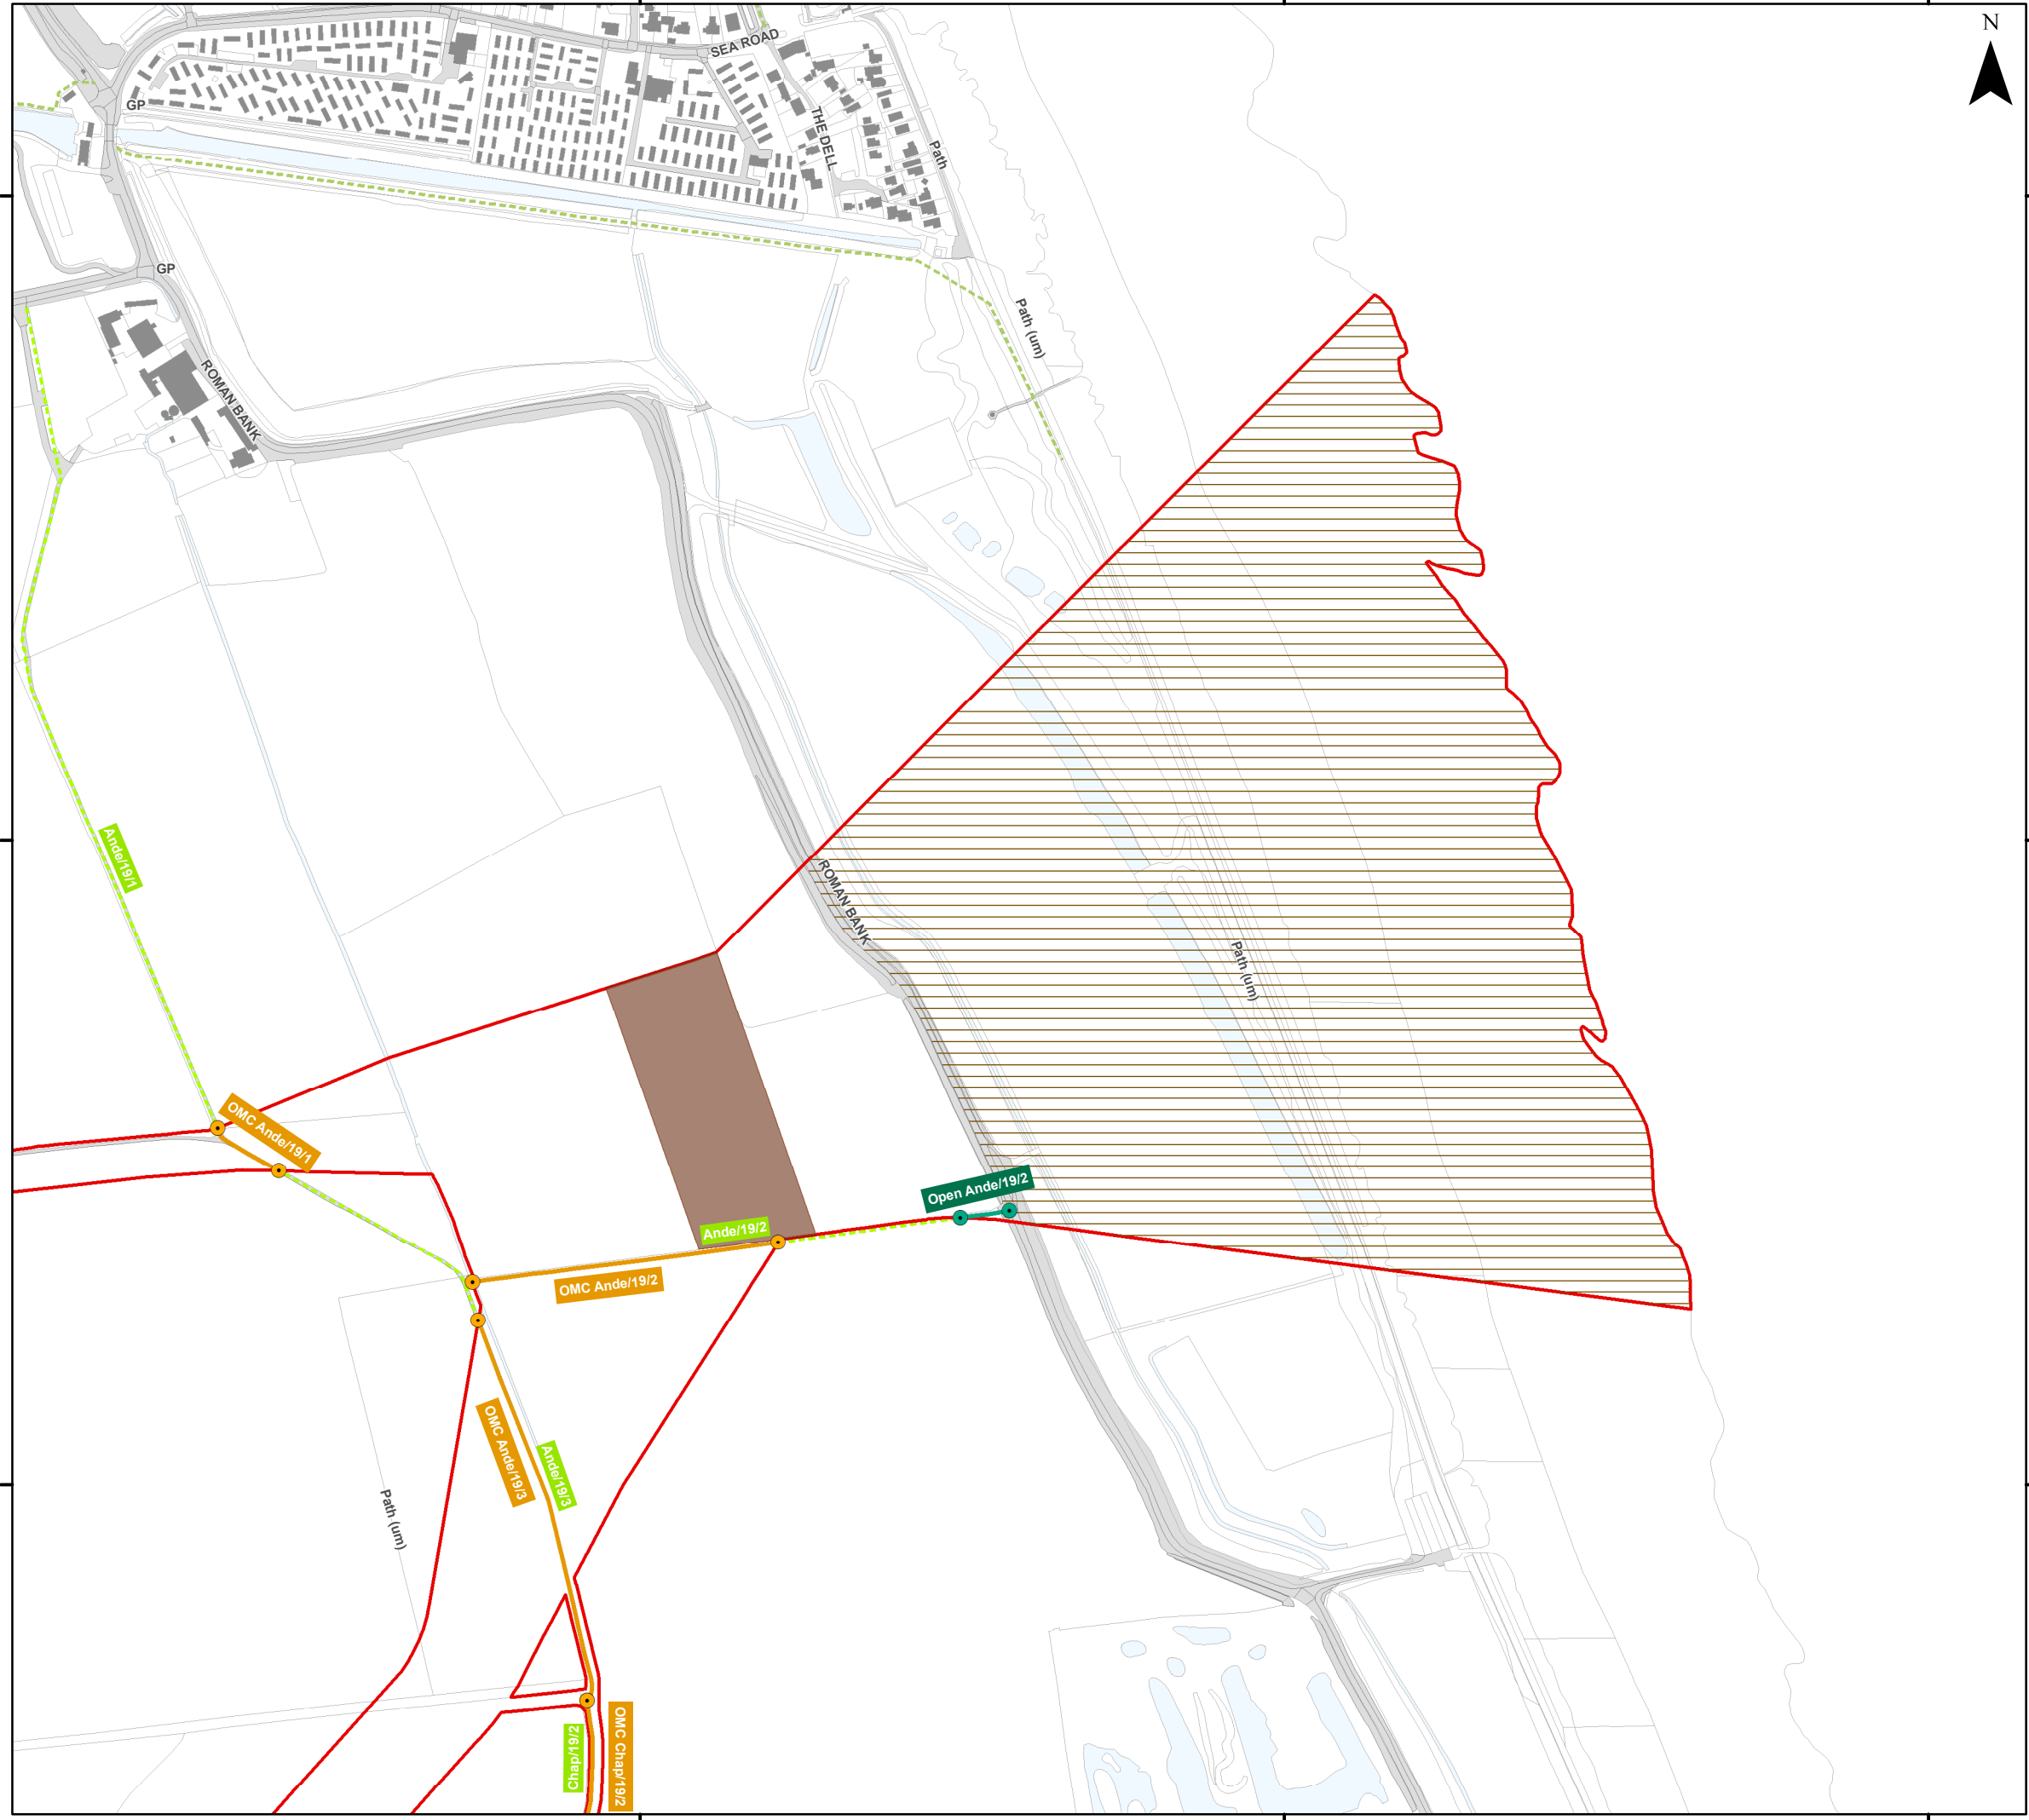 N
SEA ROAD
GP
THE DELL
Path
GP
Path (um)
ROMAN BANK
Ande/19/1
ROMAN BANK
Path (um)
OMC Ande/19/1
Open Ande/19/2
Ande/19/2
OMC Ande/19/2
OMC Ande/19/3
Ande/19/3
Path (um)
Chap/19/2
OMC Chap/19/2